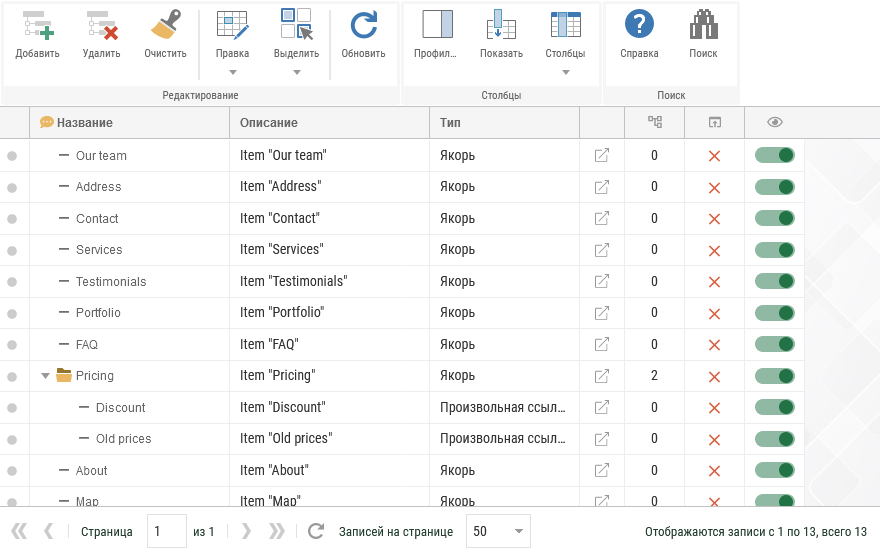 Добавить Удалить Очистить Правка Выделить Обновить Профил... Показать Столбцы Справка Поиск
Редактирование Столбцы Поиск
Название Описание Тип
Our team Item "Our team" Якорь 0
Address Item "Address" Якорь 0
Contact Item "Contact" Якорь 0
Services Item "Services" Якорь 0
Testimonials Item "Testimonials" Якорь 0
Portfolio Item "Portfolio" Якорь 0
FAQ Item "FAQ" Якорь 0
Pricing Item "Pricing" Якорь 2
Discount Item "Discount" Произвольная ссыл... 0
Old prices Item "Old prices" Произвольная ссыл... 0
About Item "About" Якорь 0
Map Item "Map" Якорь 0
Страница 1 из 1 Записей на странице 50 Отображаются записи с 1 по 13, всего 13